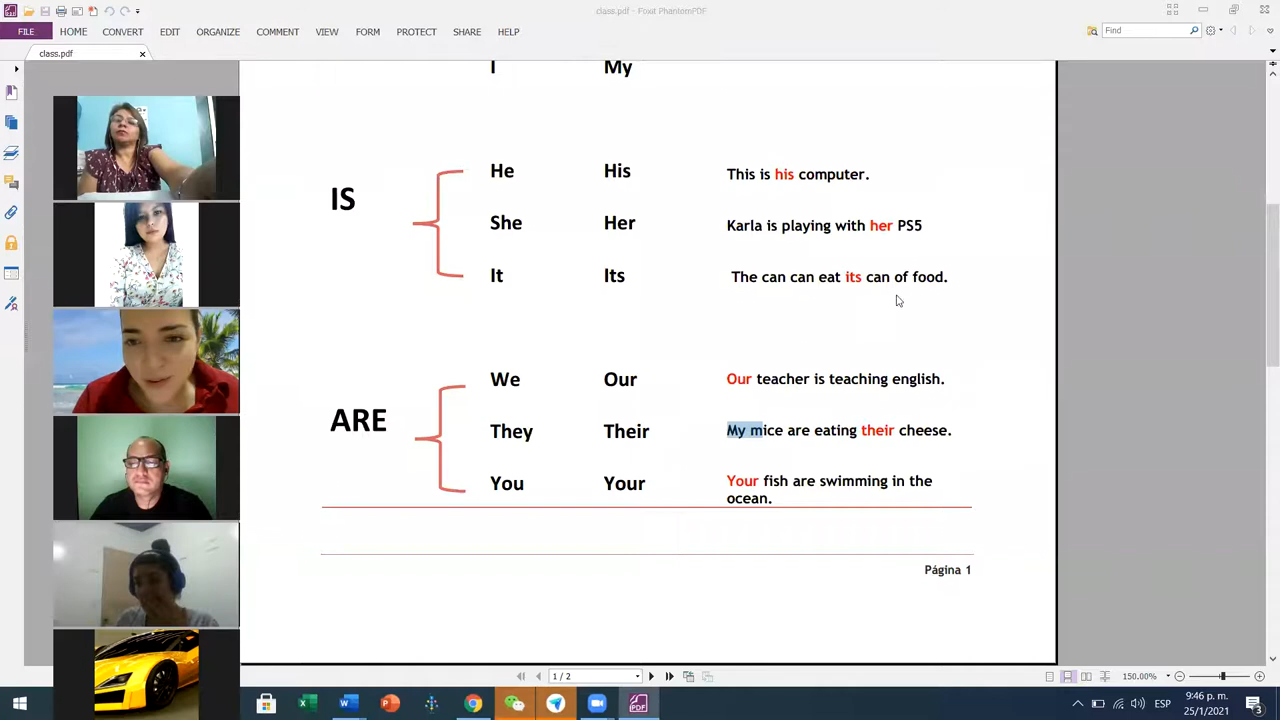 class.pdf - Foxit PhantomPDF
FILE HOME CONVERT EDIT ORGANIZE COMMENT VIEW FORM PROTECT SHARE HELP
Find
class.pdf
I My
IS
He His This is his computer.
She Her Karla is playing with her PS5
It Its The can can eat its can of food.
ARE
We Our Our teacher is teaching english.
They Their My mice are eating their cheese.
You Your Your fish are swimming in the
ocean.
Página 1
1 / 2
150.00%
ESP
9:46 p. m.
25/1/2021
3